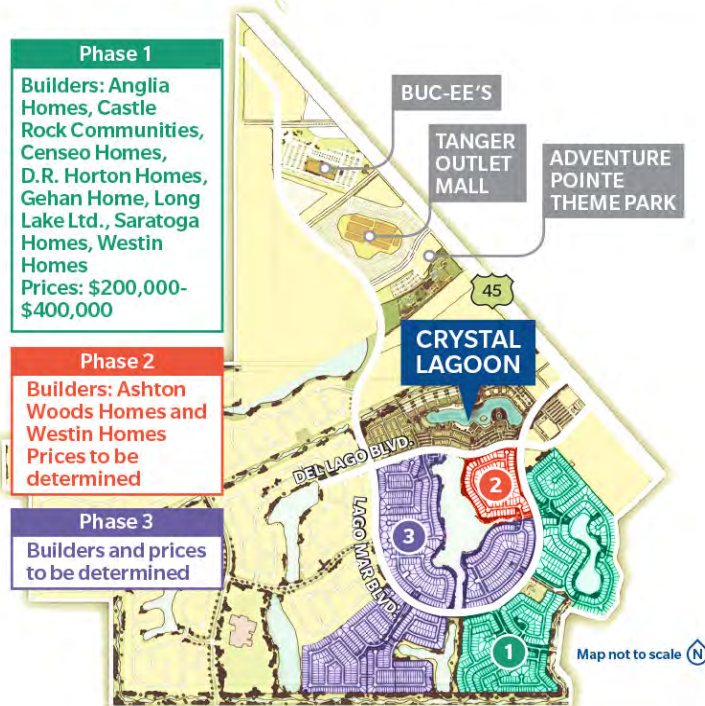 Phase 1
Builders: Anglia
Homes, Castle
Rock Communities,
Censeo Homes,
D.R. Horton Homes,
Gehan Home, Long
Lake Ltd., Saratoga
Homes, Westin
Homes
Prices: $200,000-
$400,000
Phase 2
Builders: Ashton
Woods Homes and
Westin Homes
Prices to be
determined
Phase 3
Builders and prices
to be determined
BUC-EE'S
TANGER
OUTLET
MALL
ADVENTURE
POINTE
THEME PARK
45
CRYSTAL
LAGOON
DEL LAGO BLVD.
LAGO MAR BLVD.
2
3
1
Map not to scale N